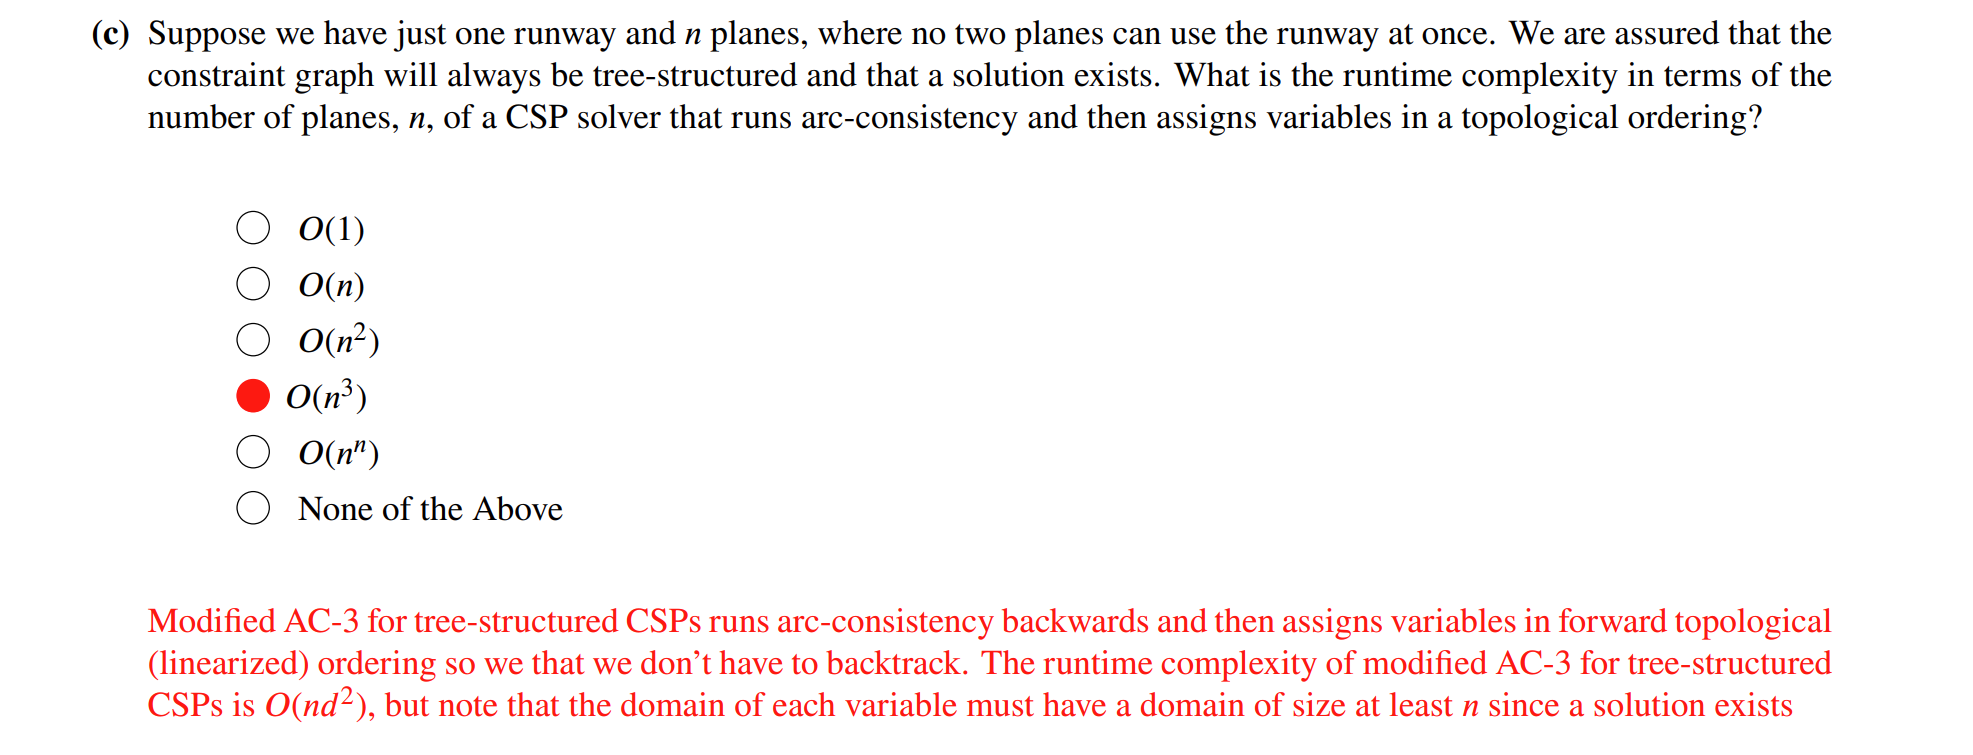 (c) Suppose we have just one runway and n planes, where no two planes can use the runway at once. We are assured that the
constraint graph will always be tree-structured and that a solution exists. What is the runtime complexity in terms of the
number of planes, n, of a CSP solver that runs arc-consistency and then assigns variables in a topological ordering?
O(1)
O(n)
O(n²)
O(n³)
O(nⁿ)
None of the Above
Modified AC-3 for tree-structured CSPs runs arc-consistency backwards and then assigns variables in forward topological
(linearized) ordering so we that we don't have to backtrack. The runtime complexity of modified AC-3 for tree-structured
CSPs is O(nd²), but note that the domain of each variable must have a domain of size at least n since a solution exists